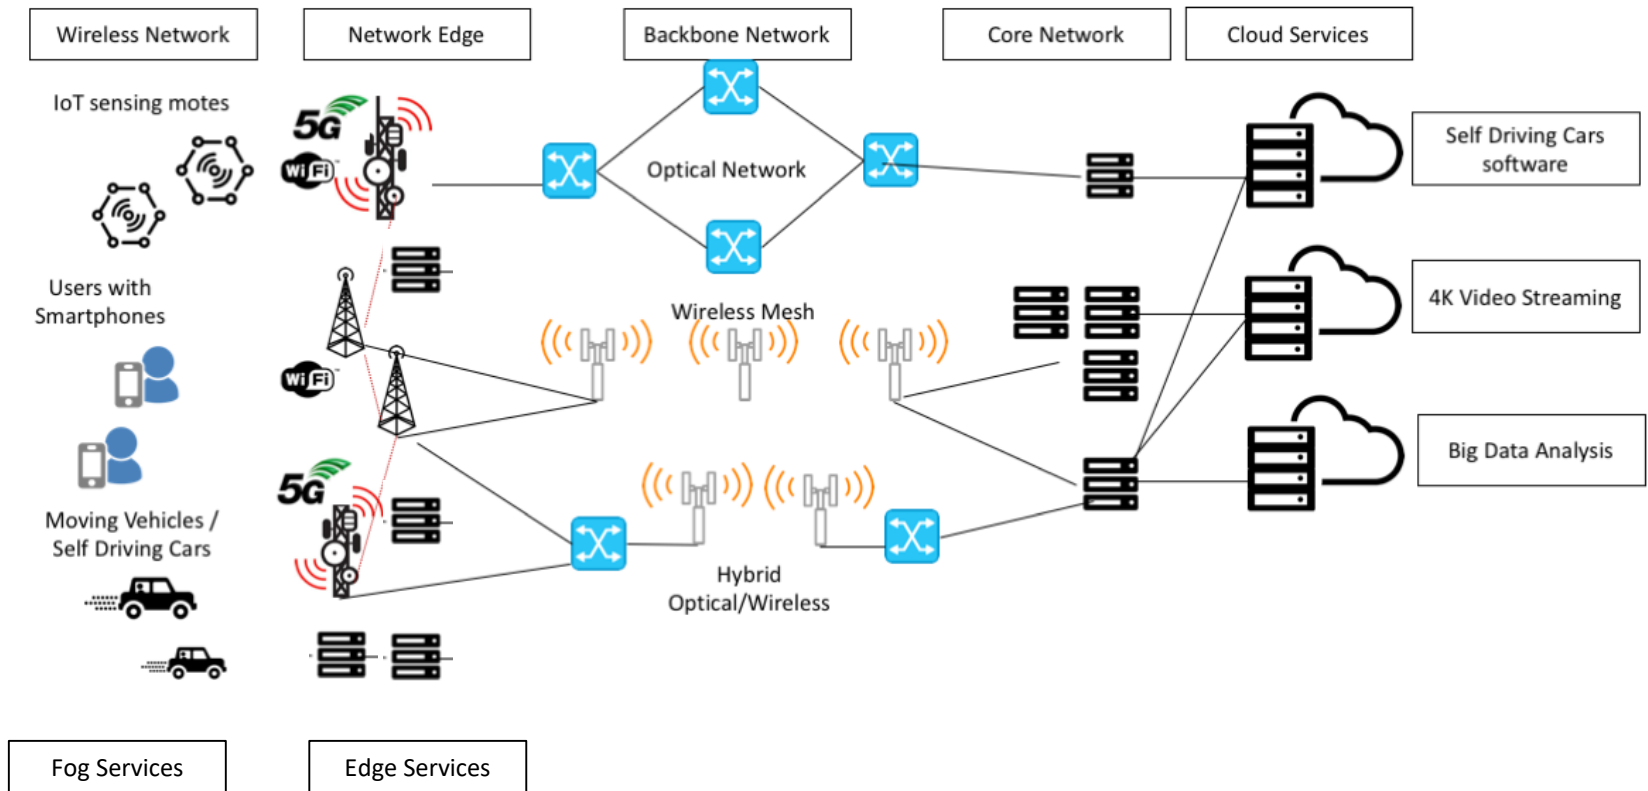 Wireless Network
Network Edge
Backbone Network
Core Network
Cloud Services
IoT sensing motes
5G
WiFi
Optical Network
Self Driving Cars
software
Users with
Smartphones
Wireless Mesh
4K Video Streaming
WiFi
Big Data Analysis
5G
Moving Vehicles /
Self Driving Cars
Hybrid
Optical/Wireless
Fog Services
Edge Services